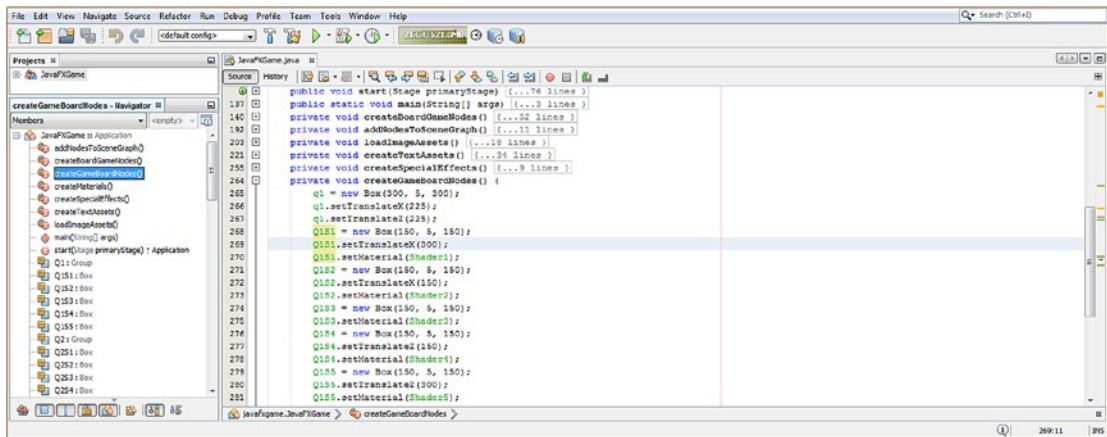 File Edit View Navigate Source Refactor Run Debug Profile Team Tools Window Help
Search (Ctrl+I)
<default config>
Projects
JavaFXGame
createGameBoardNodes - Navigator
Members
<empty>
JavaFXGame :: Application
addNodesToSceneGraph()
createBoardGameNodes()
createGameBoardNodes()
createMaterials()
createSpecialEffects()
createTextAssets()
loadImageAssets()
main(String[] args)
start(Stage primaryStage) ↑ Application
Q1 : Group
Q1S1 : Box
Q1S2 : Box
Q1S3 : Box
Q1S4 : Box
Q1S5 : Box
Q2 : Group
Q2S1 : Box
Q2S2 : Box
Q2S3 : Box
Q2S4 : Box
JavaFXGame.java
Source History
public void start(Stage primaryStage) {...76 lines }
137 public static void main(String[] args) {...3 lines }
140 private void createBoardGameNodes() {...52 lines }
192 private void addNodesToSceneGraph() {...11 lines }
203 private void loadImageAssets() {...18 lines }
221 private void createTextAssets() {...34 lines }
255 private void createSpecialEffects() {...9 lines }
264 private void createGameBoardNodes() {
265 q1 = new Box(300, 5, 300);
266 q1.setTranslateX(225);
267 q1.setTranslateZ(225);
268 Q1S1 = new Box(150, 5, 150);
269 Q1S1.setTranslateX(300);
270 Q1S1.setMaterial(Shader1);
271 Q1S2 = new Box(150, 5, 150);
272 Q1S2.setTranslateX(150);
273 Q1S2.setMaterial(Shader2);
274 Q1S3 = new Box(150, 5, 150);
275 Q1S3.setMaterial(Shader3);
276 Q1S4 = new Box(150, 5, 150);
277 Q1S4.setTranslateZ(150);
278 Q1S4.setMaterial(Shader4);
279 Q1S5 = new Box(150, 5, 150);
280 Q1S5.setTranslateZ(300);
281 Q1S5.setMaterial(Shader5);
javafxgame.JavaFXGame createGameBoardNodes
269:11 INS